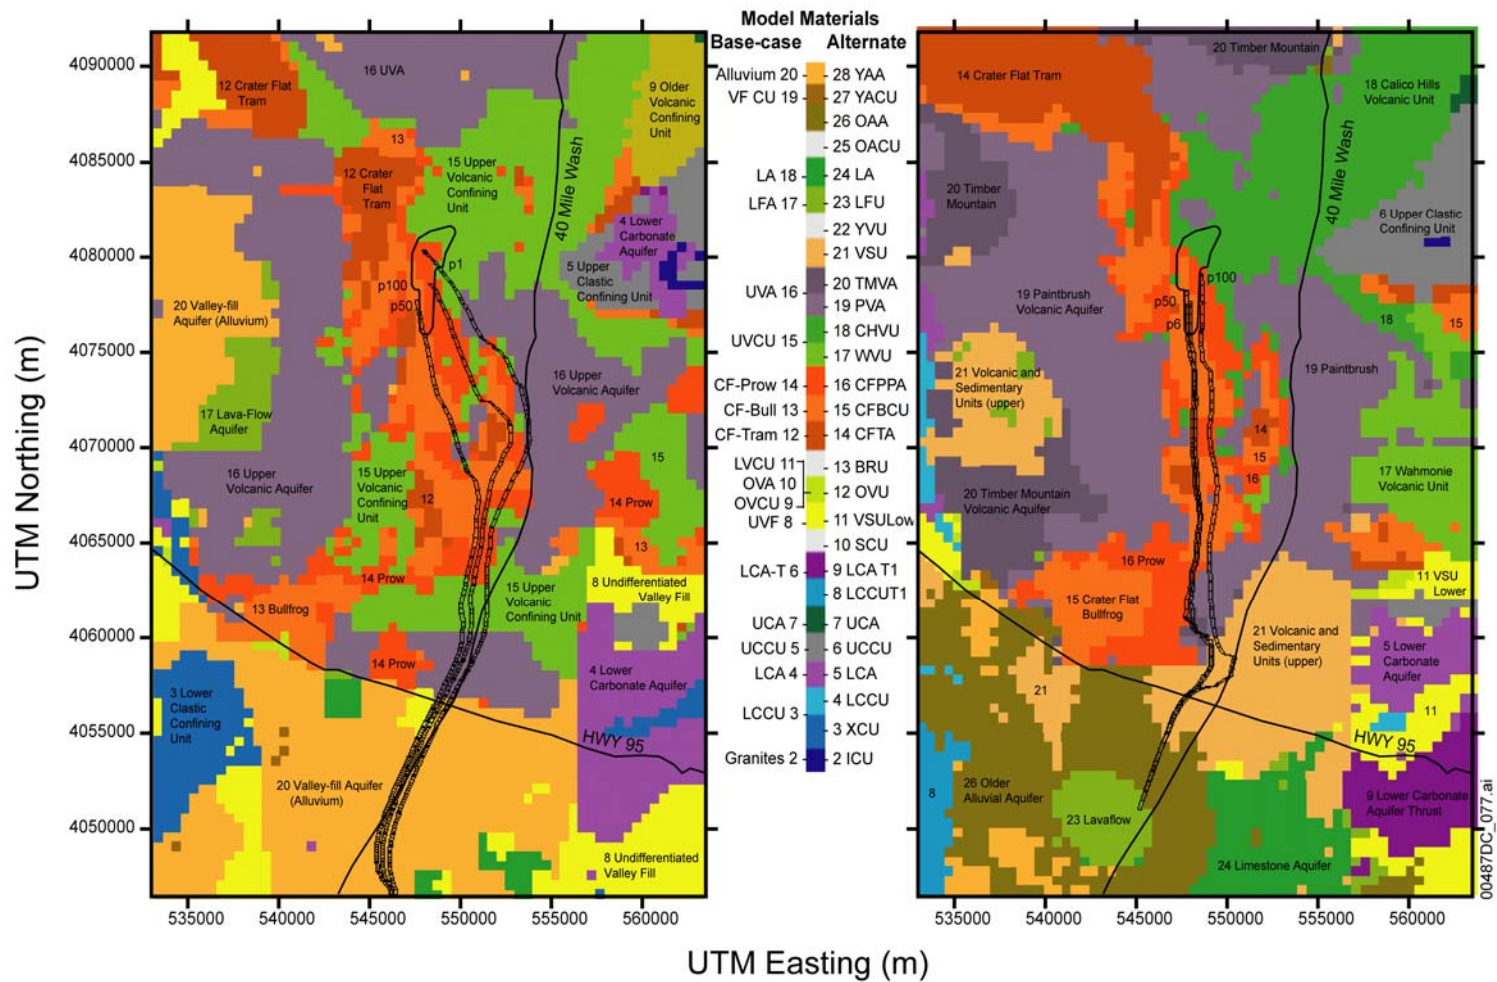 Model Materials
Base-case Alternate
Alluvium 20 28 YAA
VF CU 19 27 YACU
26 OAA
25 OACU
LA 18 24 LA
LFA 17 23 LFU
22 YVU
21 VSU
UVA 16 20 TMVA
19 PVA
UVCU 15 18 CHVU
17 WVU
CF-Prow 14 16 CFPPA
CF-Bull 13 15 CFBCU
CF-Tram 12 14 CFTA
LVCU 11 13 BRU
OVA 10 12 OVU
OVCU 9
UVF 8 11 VSULow
10 SCU
LCA-T 6 9 LCA T1
8 LCCUT1
UCA 7 7 UCA
UCCU 5 6 UCCU
LCA 4 5 LCA
LCCU 3 4 LCCU
3 XCU
Granites 2 2 ICU
UTM Northing (m)
4090000
4085000
4080000
4075000
4070000
4065000
4060000
4055000
4050000
16 UVA
12 Crater Flat
Tram
9 Older
Volcanic
Confining
Unit
13
12 Crater
Flat
Tram
15 Upper
Volcanic
Confining
Unit
40 Mile Wash
4 Lower
Carbonate
Aquifer
5 Upper
Clastic
Confining Unit
p1
p100
p50
20 Valley-fill
Aquifer (Alluvium)
16 Upper
Volcanic Aquifer
17 Lava-Flow
Aquifer
16 Upper
Volcanic Aquifer
15 Upper
Volcanic
Confining
Unit
12
15
14 Prow
13
14 Prow
13 Bullfrog
15 Upper
Volcanic
Confining Unit
8 Undifferentiated
Valley Fill
14 Prow
4 Lower
Carbonate Aquifer
3 Lower
Clastic
Confining
Unit
HWY 95
20 Valley-fill Aquifer
(Alluvium)
8 Undifferentiated
Valley Fill
535000 540000 545000 550000 555000 560000
20 Timber Mountain
14 Crater Flat Tram
18 Calico Hills
Volcanic Unit
40 Mile Wash
20 Timber
Mountain
6 Upper Clastic
Confining Unit
p100
p50
p6
19 Paintbrush
Volcanic Aquifer
18
15
21 Volcanic and
Sedimentary
Units (upper)
19 Paintbrush
14
15
16
17 Wahmonie
Volcanic Unit
20 Timber Mountain
Volcanic Aquifer
16 Prow
15 Crater Flat
Bullfrog
11 VSU
Lower
21 Volcanic and
Sedimentary
Units (upper)
5 Lower
Carbonate
Aquifer
21
11
HWY 95
8
26 Older
Alluvial Aquifer
23 Lavaflow
9 Lower Carbonate
Aquifer Thrust
24 Limestone Aquifer
535000 540000 545000 550000 555000 560000
00487DC_077.ai
UTM Easting (m)